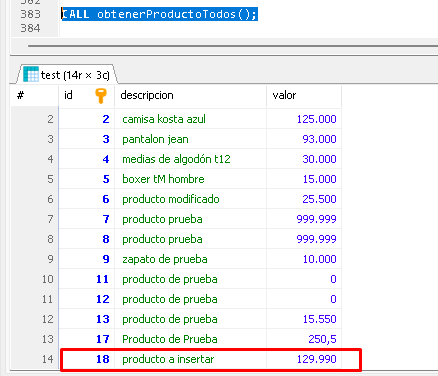 382
383 CALL obtenerProductoTodos();
384
test (14r × 3c)
# id descripcion valor
2 2 camisa kosta azul 125.000
3 3 pantalon jean 93.000
4 4 medias de algodón t12 30.000
5 5 boxer tM hombre 15.000
6 6 producto modificado 25.500
7 7 producto prueba 999.999
8 8 producto prueba 999.999
9 9 zapato de prueba 10.000
10 11 producto de prueba 0
11 12 producto de prueba 0
12 13 producto de prueba 15.550
13 17 Producto de Prueba 250,5
14 18 producto a insertar 129.990